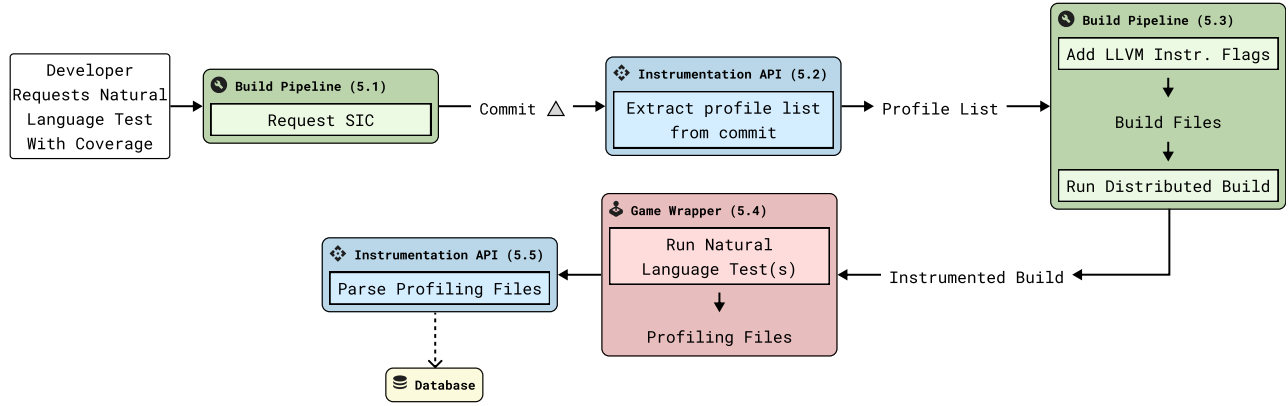 Developer
Requests Natural
Language Test
With Coverage
Build Pipeline (5.1)
Request SIC
Commit
Instrumentation API (5.2)
Extract profile list
from commit
Profile List
Build Pipeline (5.3)
Add LLVM Instr. Flags
Build Files
Run Distributed Build
Instrumented Build
Game Wrapper (5.4)
Run Natural
Language Test(s)
Profiling Files
Instrumentation API (5.5)
Parse Profiling Files
Database